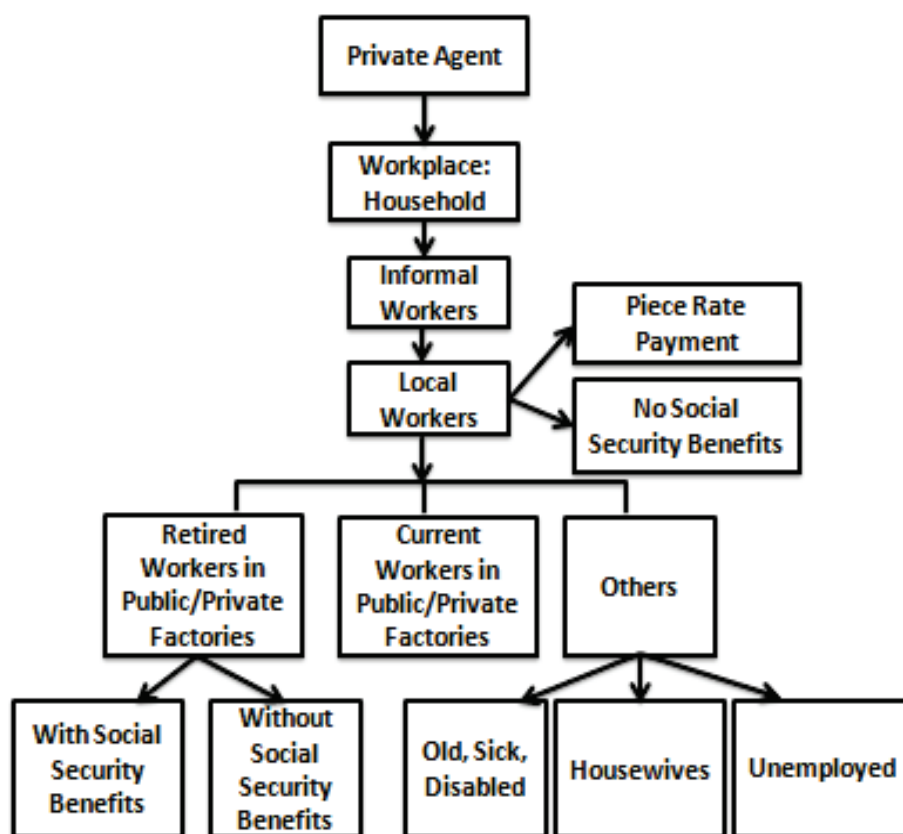 Private Agent
Workplace:
Household
Informal
Workers
Piece Rate
Payment
Local
Workers
No Social
Security Benefits
Retired
Workers in
Public/Private
Factories
Current
Workers in
Public/Private
Factories
Others
With Social
Security
Benefits
Without
Social
Security
Benefits
Old, Sick,
Disabled
Housewives
Unemployed